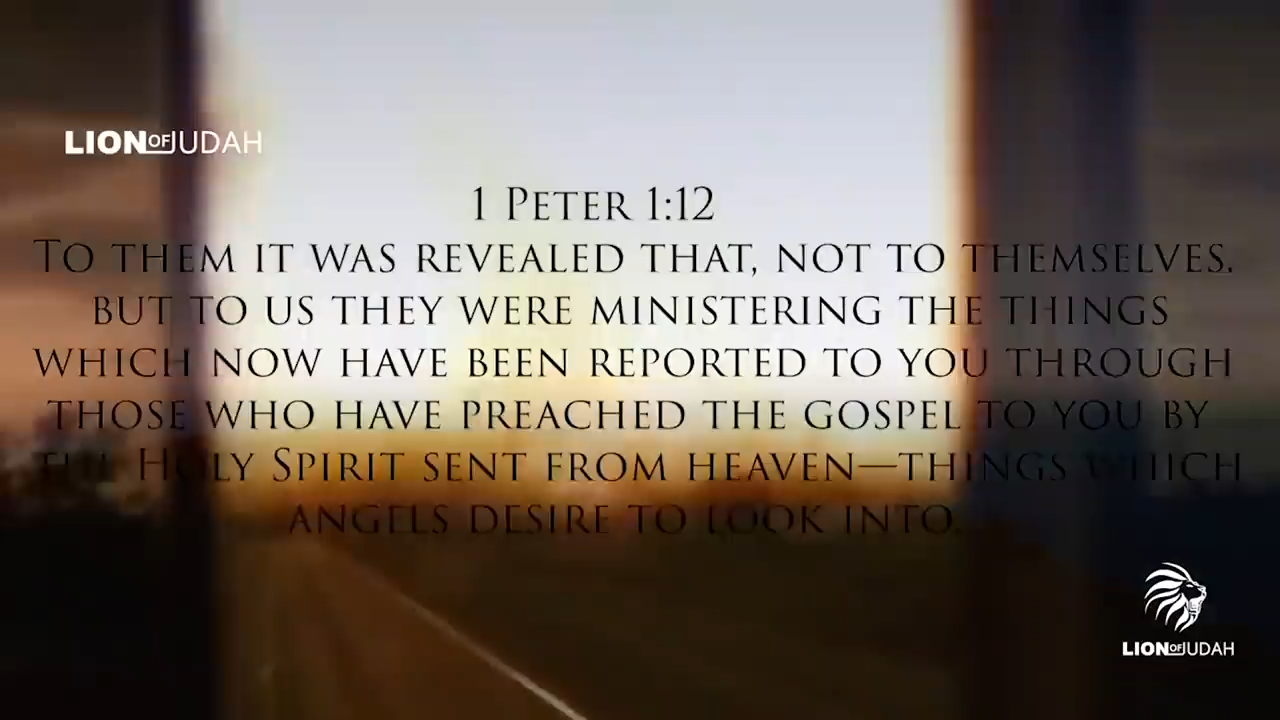 LION OF JUDAH
1 PETER 1:12
TO THEM IT WAS REVEALED THAT, NOT TO THEMSELVES,
BUT TO US THEY WERE MINISTERING THE THINGS
WHICH NOW HAVE BEEN REPORTED TO YOU THROUGH
THOSE WHO HAVE PREACHED THE GOSPEL TO YOU BY
THE HOLY SPIRIT SENT FROM HEAVEN—THINGS WHICH
ANGELS DESIRE TO LOOK INTO.
LION OF JUDAH